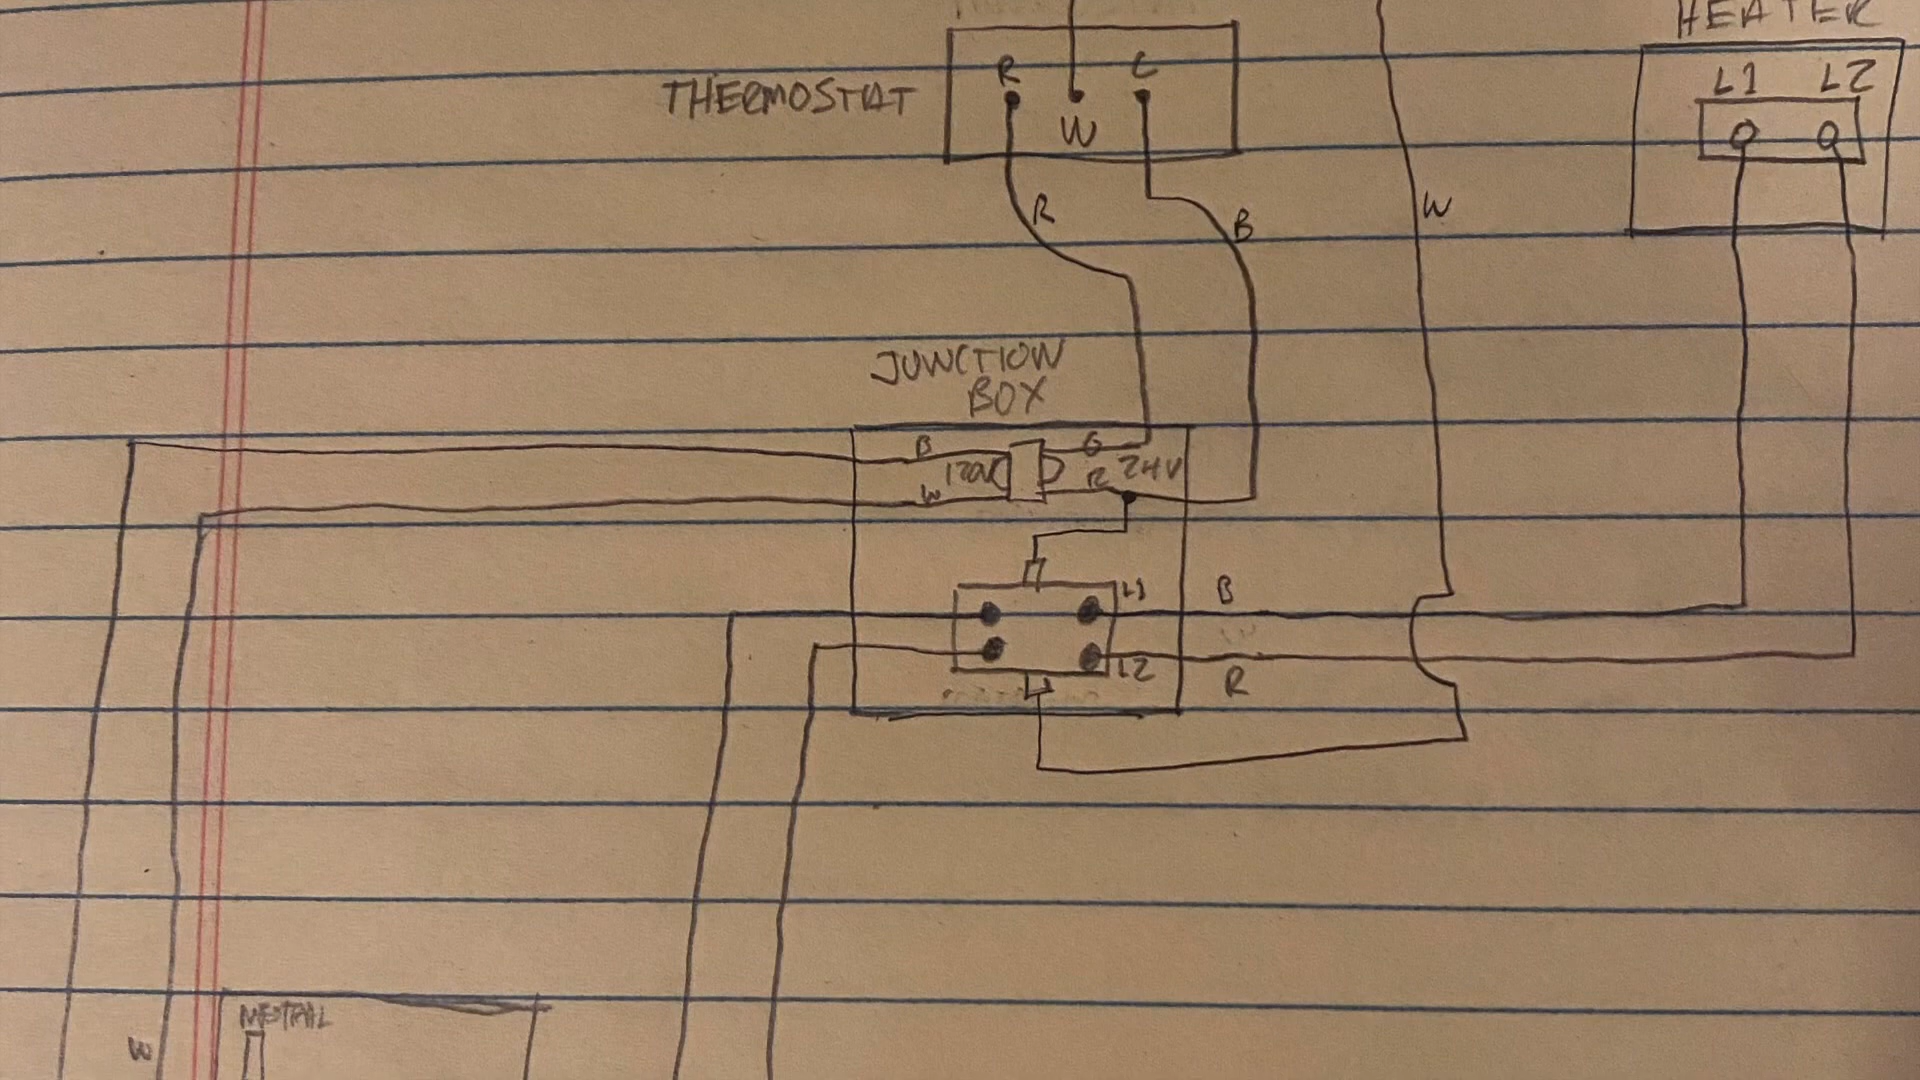 HEATER
L1 L2
R C
THERMOSTAT
W
R
B
W
JUNCTION
BOX
B G
120V R 24V
W
L1 B
L2 R
NEUTRAL
W